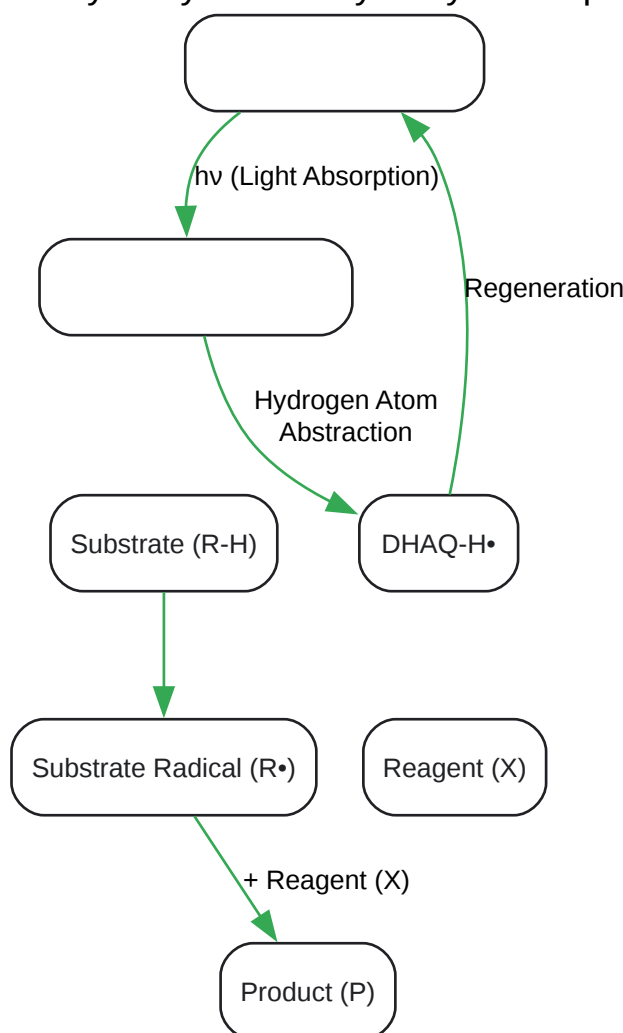 hν (Light Absorption)
Regeneration
Hydrogen Atom
Abstraction
Substrate (R-H)
DHAQ-H•
Substrate Radical (R•)
Reagent (X)
+ Reagent (X)
Product (P)